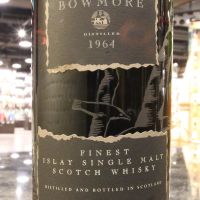 BOWMORE
DISTILLED
1964
FINEST
ISLAY SINGLE MALT
SCOTCH WHISKY
DISTILLED AND BOTTLED IN SCOTLAND